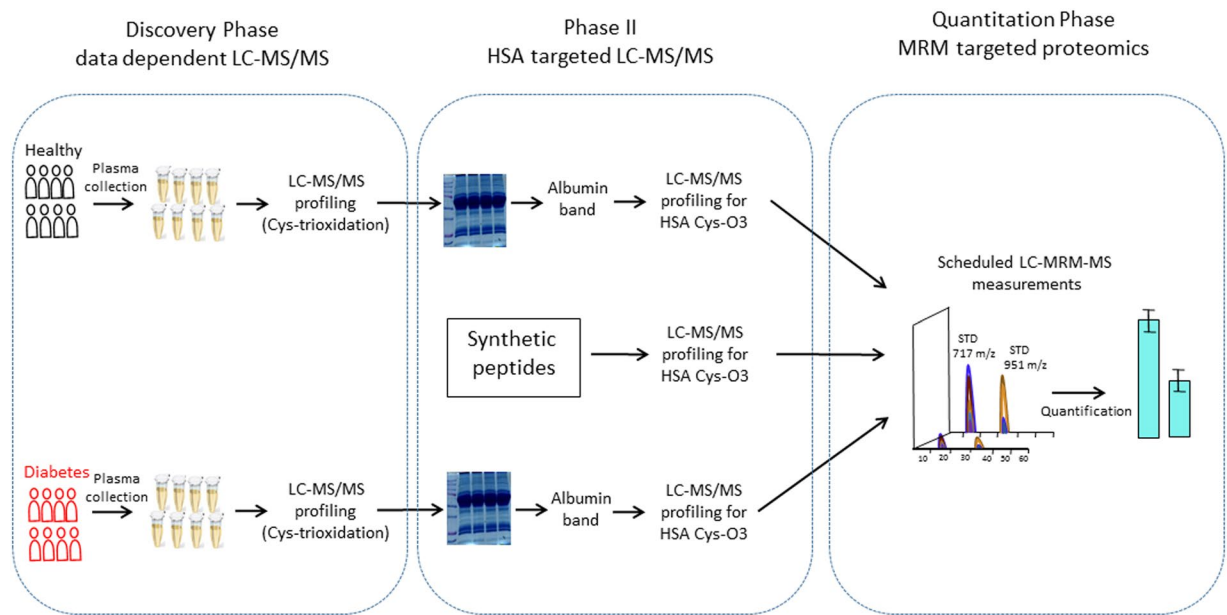 Discovery Phase
data dependent LC-MS/MS
Phase II
HSA targeted LC-MS/MS
Quantitation Phase
MRM targeted proteomics
Healthy
Plasma
collection
LC-MS/MS
profiling
(Cys-trioxidation)
Albumin
band
LC-MS/MS
profiling for
HSA Cys-O3
Synthetic
peptides
LC-MS/MS
profiling for
HSA Cys-O3
Diabetes
Plasma
collection
LC-MS/MS
profiling
(Cys-trioxidation)
Albumin
band
LC-MS/MS
profiling for
HSA Cys-O3
Scheduled LC-MRM-MS
measurements
STD
717 m/z
STD
951 m/z
Quantification
10 20 30 40 50 60